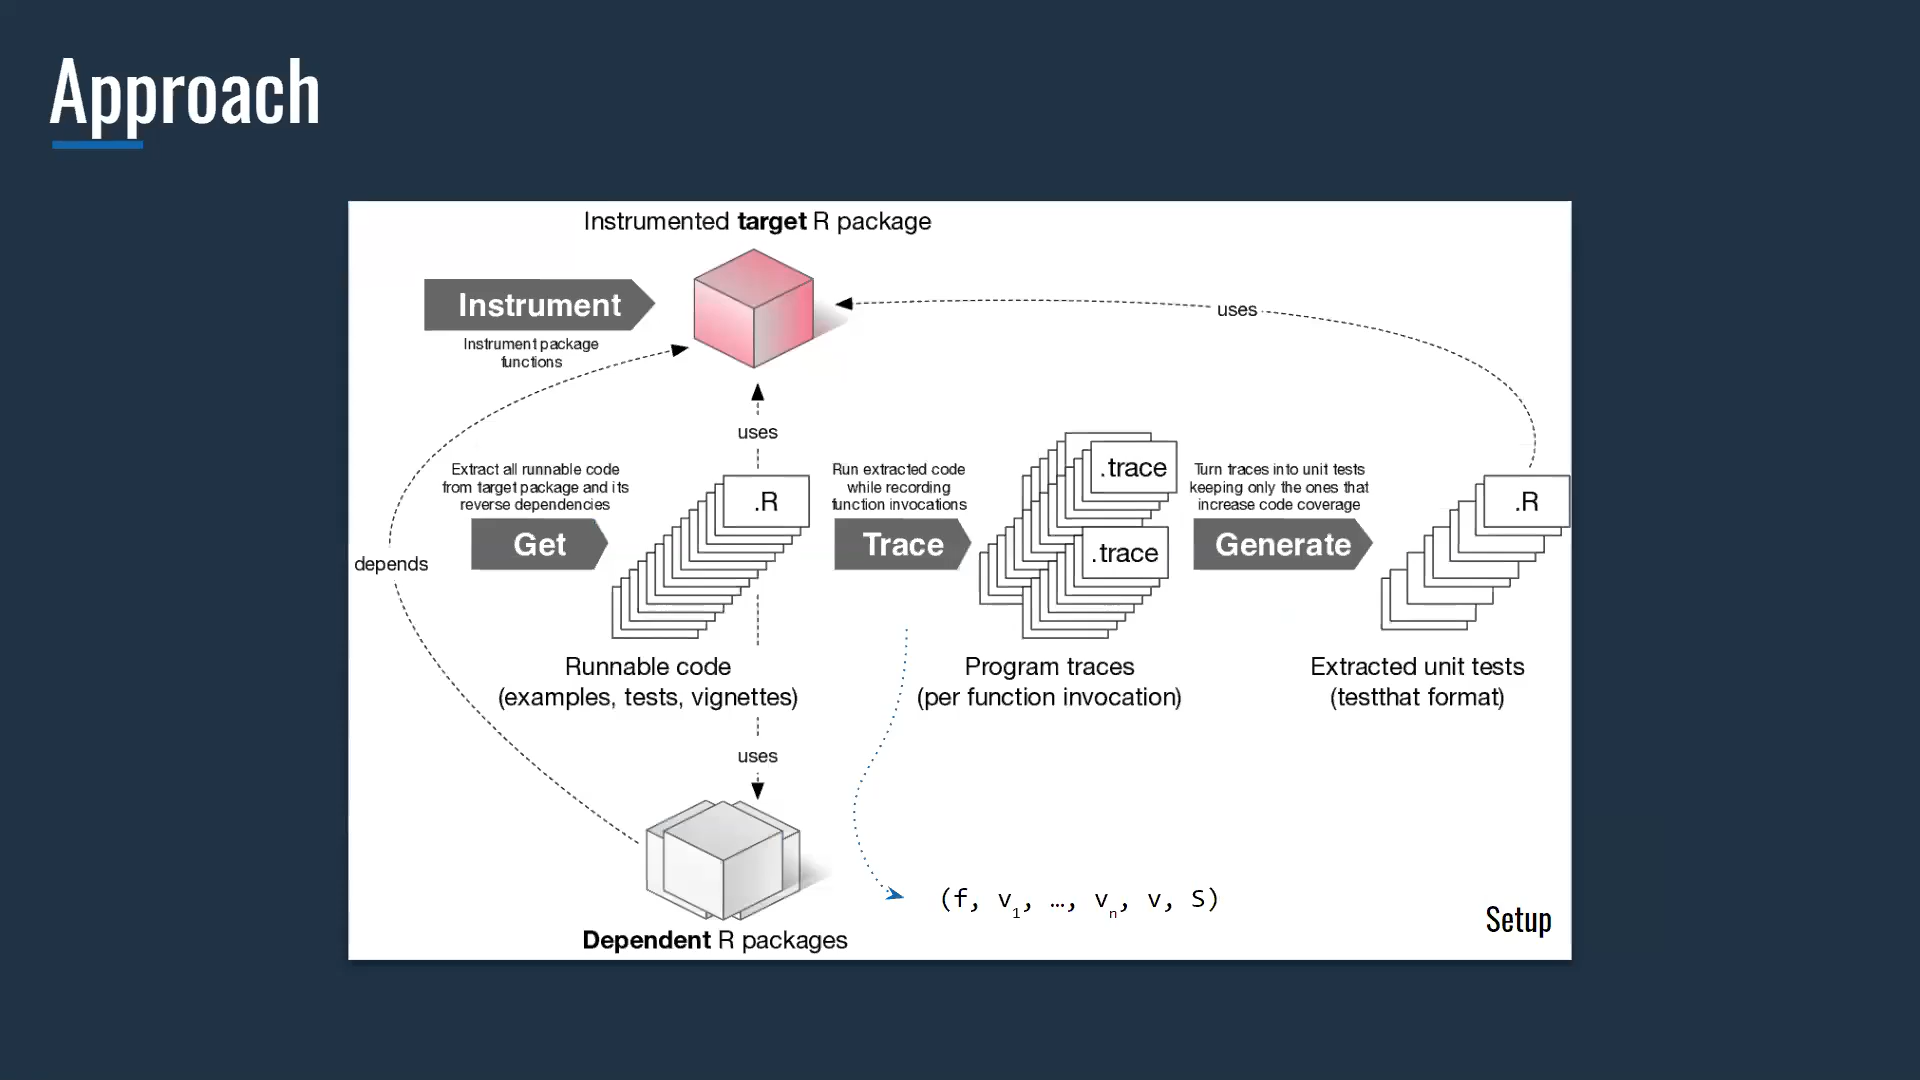 Approach
Instrumented target R package
Instrument
Instrument package
functions
uses
uses
Extract all runnable code
from target package and its
reverse dependencies
Get
.R
Run extracted code
while recording
function invocations
Trace
.trace
.trace
Turn traces into unit tests
keeping only the ones that
increase code coverage
Generate
.R
depends
Runnable code
(examples, tests, vignettes)
Program traces
(per function invocation)
Extracted unit tests
(testthat format)
uses
(f, v1, …, vn, v, S)
Setup
Dependent R packages